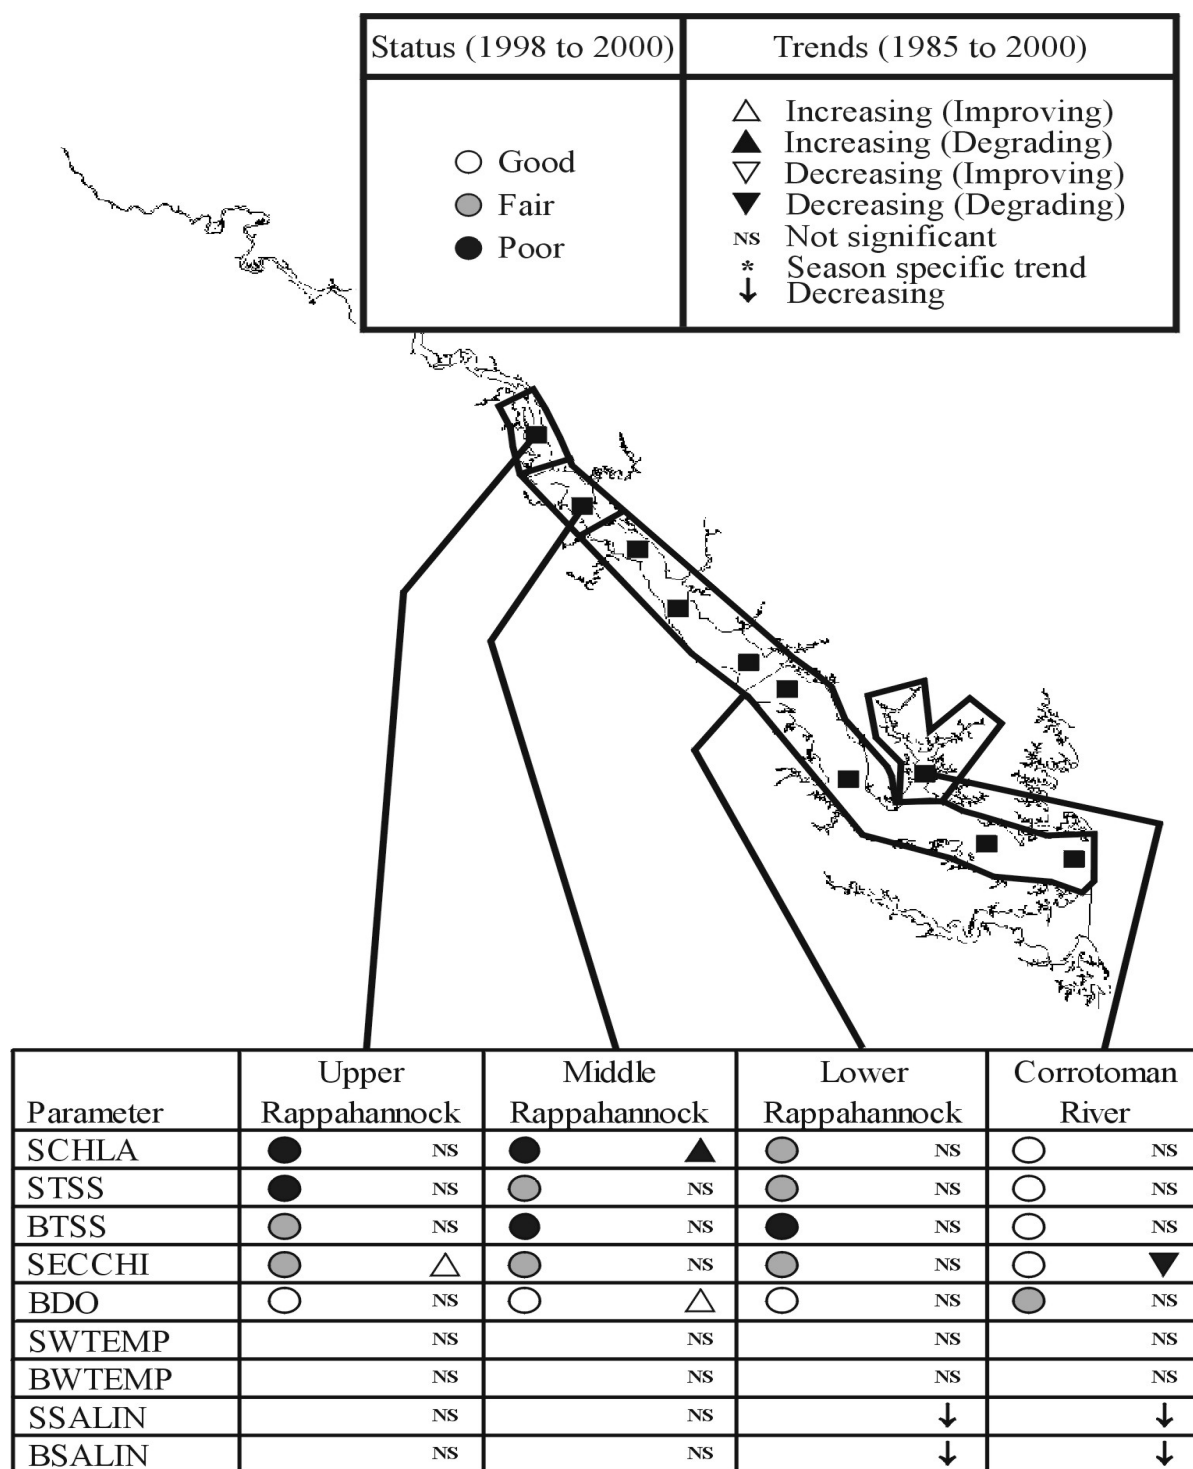 Status (1998 to 2000) Trends (1985 to 2000)
Good
Fair
Poor
Increasing (Improving)
Increasing (Degrading)
Decreasing (Improving)
Decreasing (Degrading)
NS Not significant
* Season specific trend
↓ Decreasing
Parameter Upper Rappahannock Middle Rappahannock Lower Rappahannock Corrotoman River
SCHLA NS NS NS
STSS NS NS NS NS
BTSS NS NS NS NS
SECCHI NS NS
BDO NS NS NS
SWTEMP NS NS NS NS
BWTEMP NS NS NS NS
SSALIN NS NS ↓ ↓
BSALIN NS NS ↓ ↓